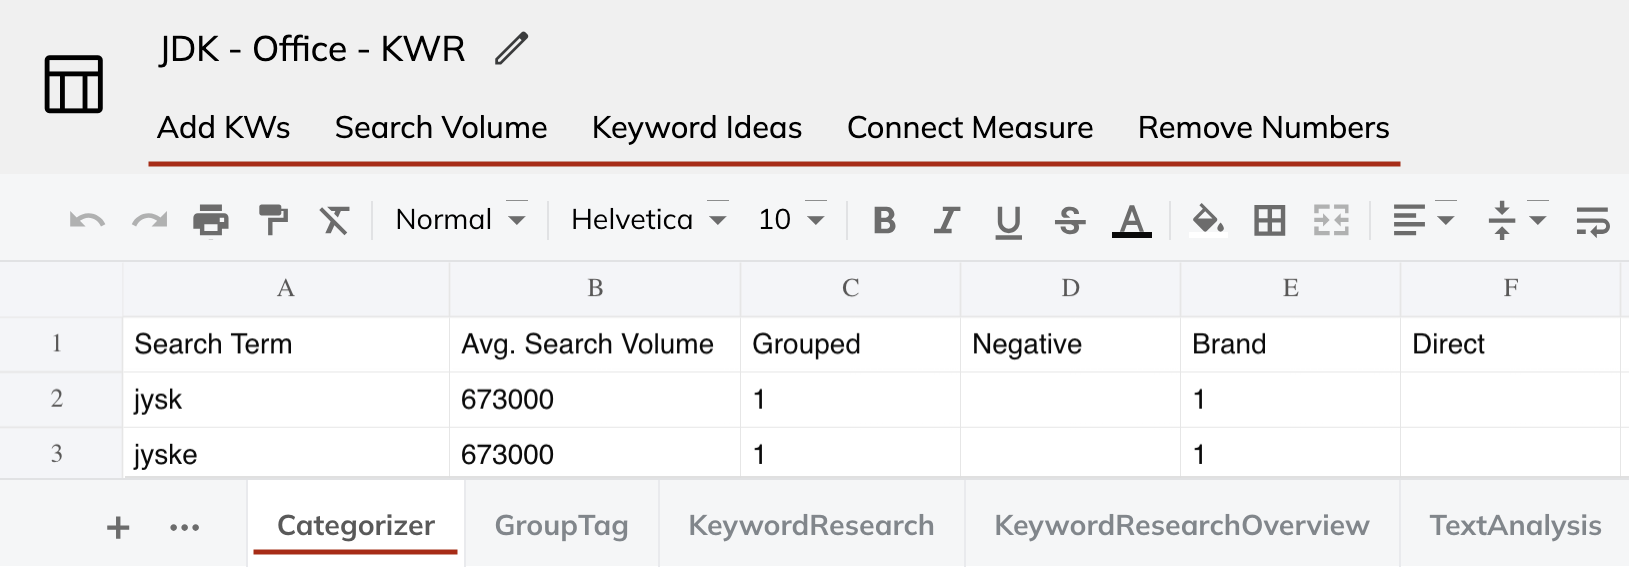 JDK - Office - KWR
Add KWs Search Volume Keyword Ideas Connect Measure Remove Numbers
Normal Helvetica 10 B I U S A
A B C D E F
1 Search Term Avg. Search Volume Grouped Negative Brand Direct
2 jysk 673000 1 1
3 jyske 673000 1 1
+ ... Categorizer GroupTag KeywordResearch KeywordResearchOverview TextAnalysis